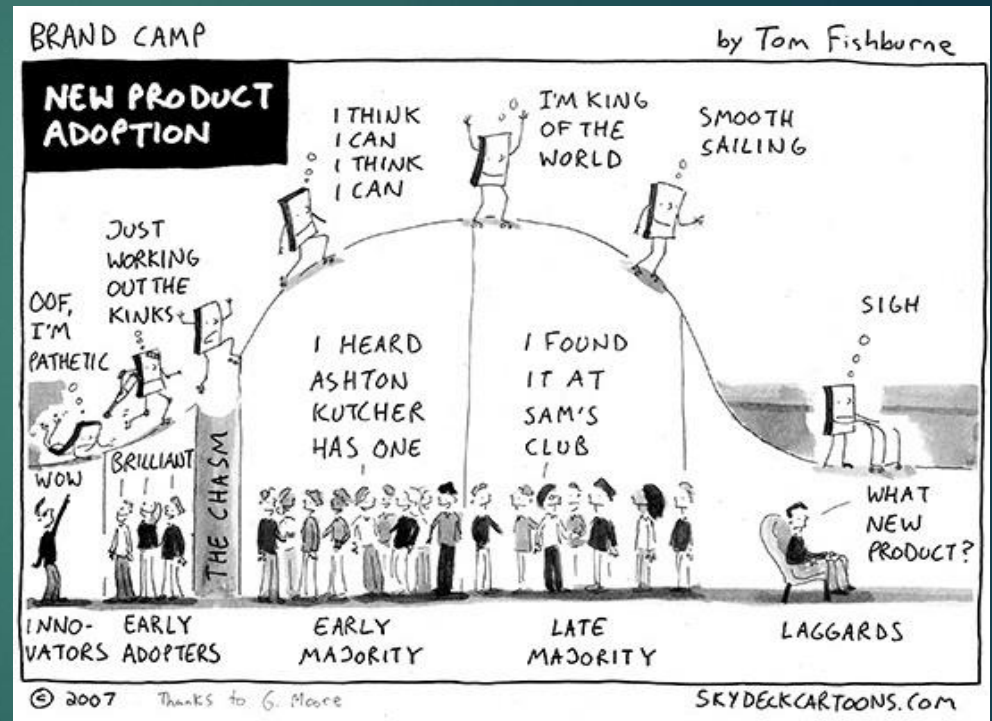 BRAND CAMP
by Tom Fishburne
NEW PRODUCT
ADOPTION
OOF,
I'M
PATHETIC
JUST
WORKING
OUT THE
KINKS
I THINK
I CAN
I THINK
I CAN
I'M KING
OF THE
WORLD
SMOOTH
SAILING
SIGH
WOW
BRILLIANT
THE CHASM
I HEARD
ASHTON
KUTCHER
HAS ONE
I FOUND
IT AT
SAM'S
CLUB
WHAT
NEW
PRODUCT?
INNO-
VATORS
EARLY
ADOPTERS
EARLY
MAJORITY
LATE
MAJORITY
LAGGARDS
© 2007
Thanks to G. Moore
SKYDECKCARTOONS.COM